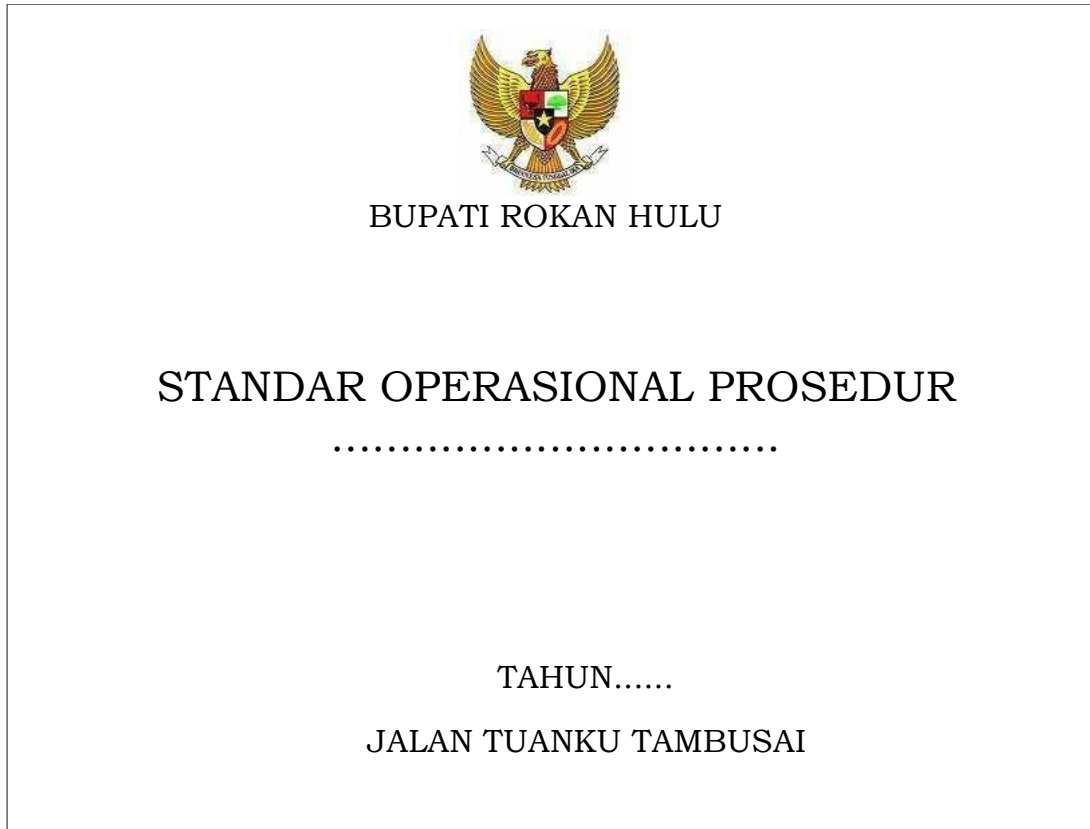 BUPATI ROKAN HULU
STANDAR OPERASIONAL PROSEDUR
.................................
TAHUN......
JALAN TUANKU TAMBUSAI